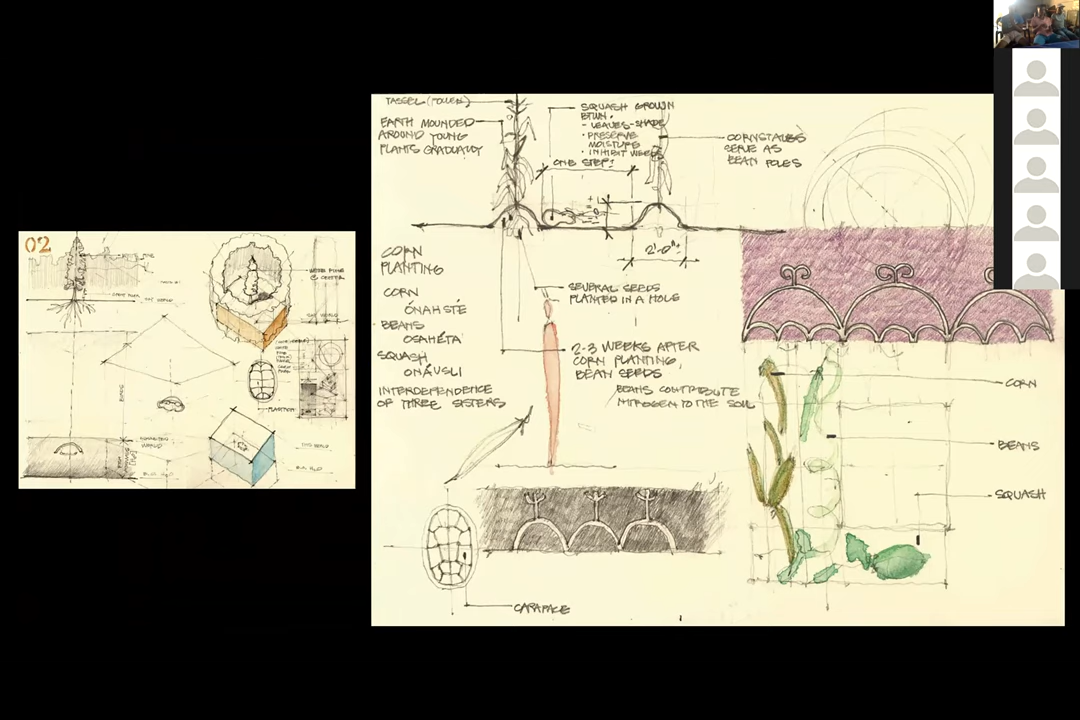 02
TASSEL (POLLEN)
EARTH MOUNDED
AROUND YOUNG
PLANTS GRADUALLY
SQUASH GROWN
BTWN.
- LEAVES-SHADE
- PRESERVE
MOISTURE
- INHIBIT WEEDS
ONE STEP:
CORNSTALKS
SERVE AS
BEAN POLES
2'-0":
CORN
PLANTING
CORN
ÓNAHSTÉ
BEANS
OSAHÉTA
SQUASH
ONÁUSLI
INTERDEPENDENCE
OF THREE SISTERS
SEVERAL SEEDS
PLANTED IN A HOLE
2-3 WEEKS AFTER
CORN PLANTING,
BEAN SEEDS
BEANS CONTRIBUTE
NITROGEN TO THE SOIL
CORN
BEANS
SQUASH
CARAPACE